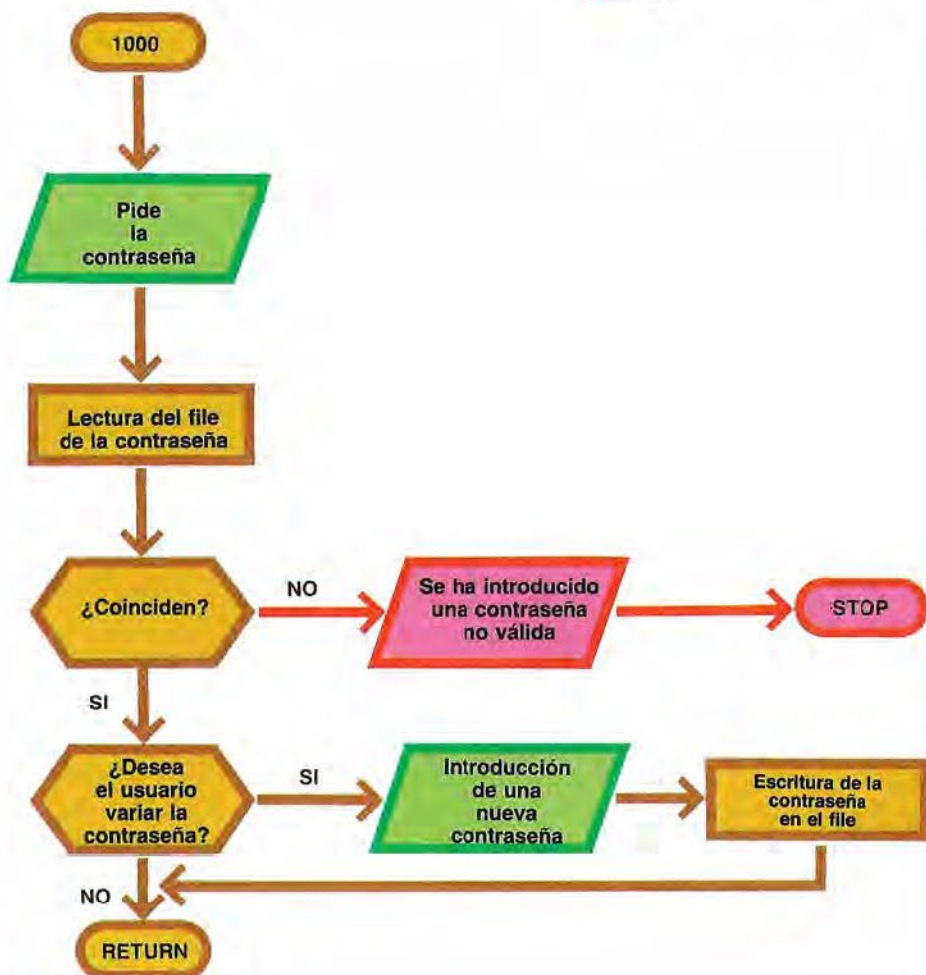 1000
Pide
la
contraseña
Lectura del file
de la contraseña
¿Coinciden?
NO
Se ha introducido
una contraseña
no válida
STOP
SI
¿Desea
el usuario
variar la
contraseña?
SI
Introducción
de una
nueva
contraseña
Escritura de la
contraseña
en el file
NO
RETURN